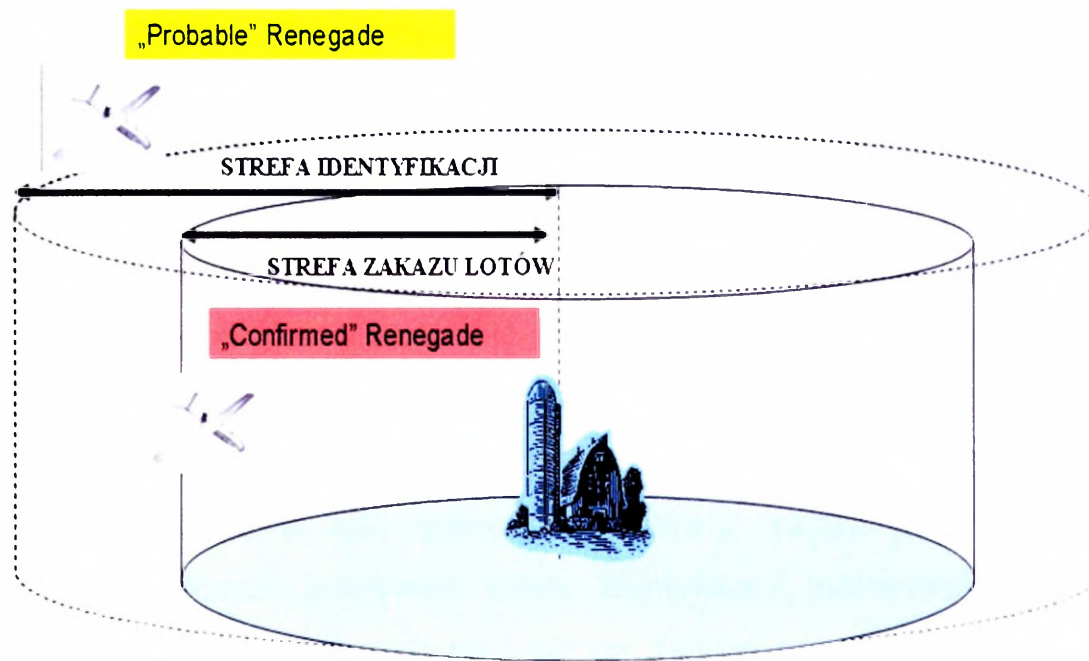 „Probable” Renegade
STREFA IDENTYFIKACJI
STREFA ZAKAZU LOTÓW
„Confirmed” Renegade